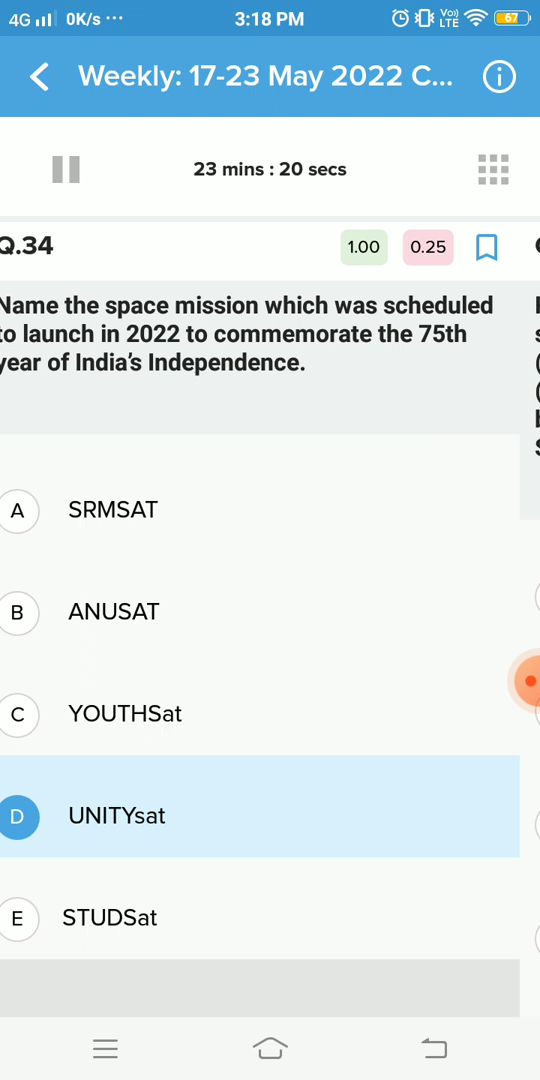 4G 0K/s ··· 3:18 PM Vo)) LTE 67
Weekly: 17-23 May 2022 C...
23 mins : 20 secs
Q.34 1.00 0.25
Name the space mission which was scheduled
to launch in 2022 to commemorate the 75th
year of India's Independence.
A SRMSAT
B ANUSAT
C YOUTHSat
D UNITYsat
E STUDSat